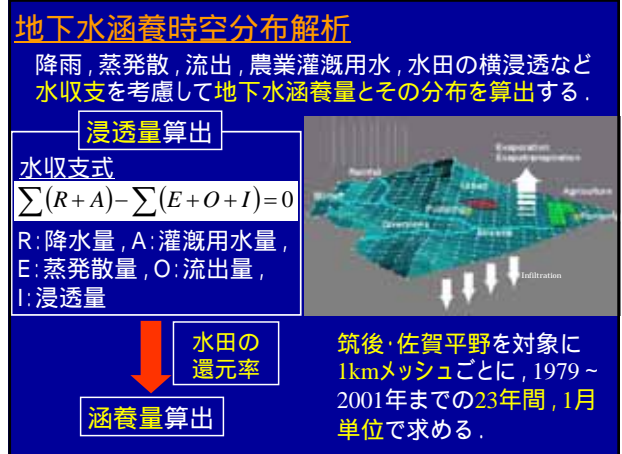 地下水涵養時空分布解析
降雨,蒸発散,流出,農業灌漑用水,水田の横浸透など
水収支を考慮して地下水涵養量とその分布を算出する.
浸透量算出
水収支式
∑(R+A)−∑(E+O+I)=0
R:降水量,A:灌漑用水量,
E:蒸発散量,O:流出量,
I:浸透量
Evaporation
Evapotranspiration
Rainfall
Urban
Agriculture
Infiltration
水田の
還元率
涵養量算出
筑後・佐賀平野を対象に
1kmメッシュごとに,1979~
2001年までの23年間,1月
単位で求める.